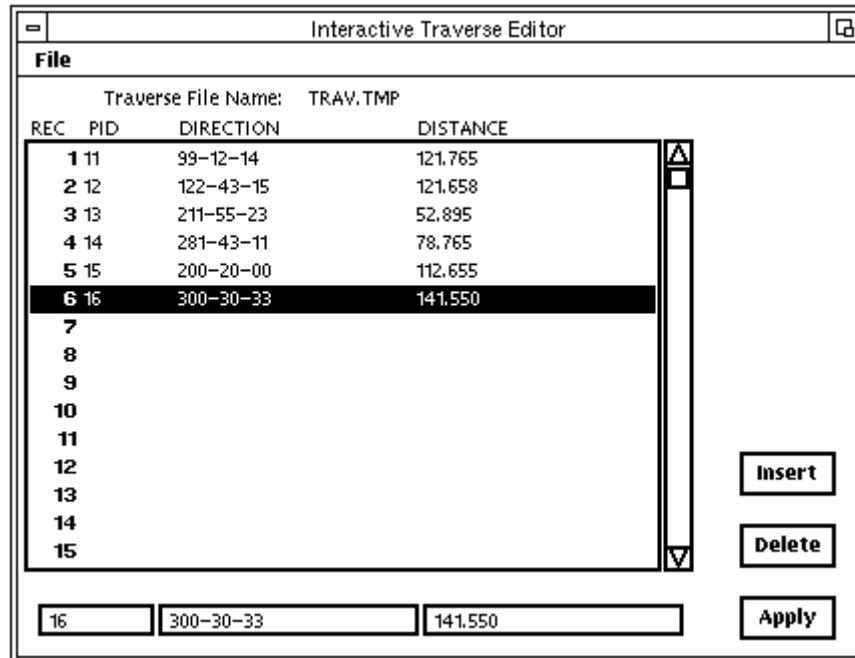 Interactive Traverse Editor
File
Traverse File Name: TRAV.TMP
REC PID DIRECTION DISTANCE
1 11 99-12-14 121.765
2 12 122-43-15 121.658
3 13 211-55-23 52.895
4 14 281-43-11 78.765
5 15 200-20-00 112.655
6 16 300-30-33 141.550
7
8
9
10
11
12
13
14
15
Insert
Delete
16 300-30-33 141.550 Apply